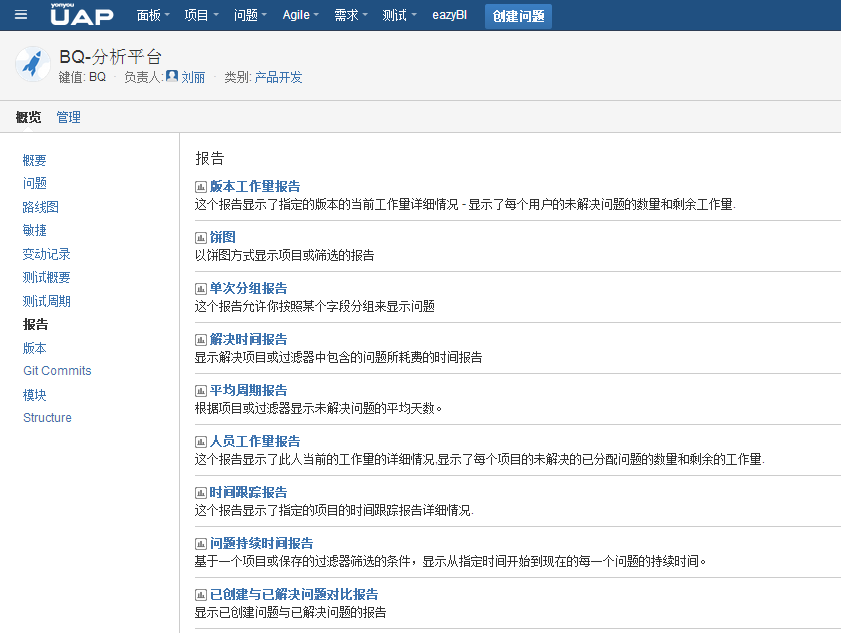 yonyou
UAP 面板 项目 问题 Agile 需求 测试 eazyBI 创建问题
BQ-分析平台
键值: BQ · 负责人: 刘丽 · 类别: 产品开发
概览 管理
概要
问题
路线图
敏捷
变动记录
测试概要
测试周期
报告
版本
Git Commits
模块
Structure
报告
版本工作量报告
这个报告显示了指定的版本的当前工作量详细情况 - 显示了每个用户的未解决问题的数量和剩余工作量.
饼图
以饼图方式显示项目或筛选的报告
单次分组报告
这个报告允许你按照某个字段分组来显示问题
解决时间报告
显示解决项目或过滤器中包含的问题所耗费的时间报告
平均周期报告
根据项目或过滤器显示未解决问题的平均天数。
人员工作量报告
这个报告显示了此人当前的工作量的详细情况,显示了每个项目的未解决的已分配问题的数量和剩余的工作量.
时间跟踪报告
这个报告显示了指定的项目的时间跟踪报告详细情况.
问题持续时间报告
基于一个项目或保存的过滤器筛选的条件，显示从指定时间开始到现在的每一个问题的持续时间。
已创建与已解决问题对比报告
显示已创建问题与已解决问题的报告